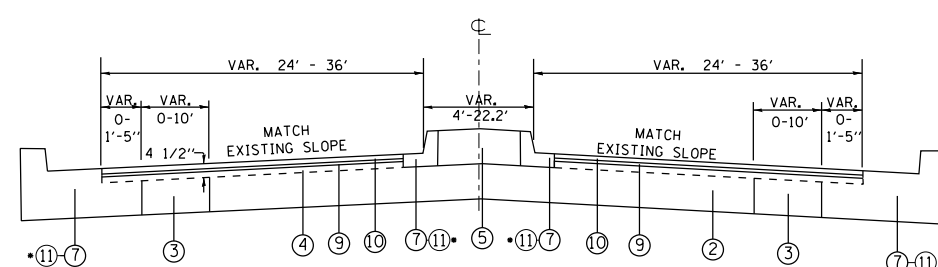 ℄
VAR. 24' - 36'
VAR. 24' - 36'
VAR.
0-
1'-5"
VAR.
0-10'
VAR.
4'-22.2'
VAR.
0-10'
VAR.
0-
1'-5"
4 1/2"
MATCH
EXISTING SLOPE
MATCH
EXISTING SLOPE
*11-7
3
4
9
10
7-11*
5
*11-7
10
9
2
3
7-11